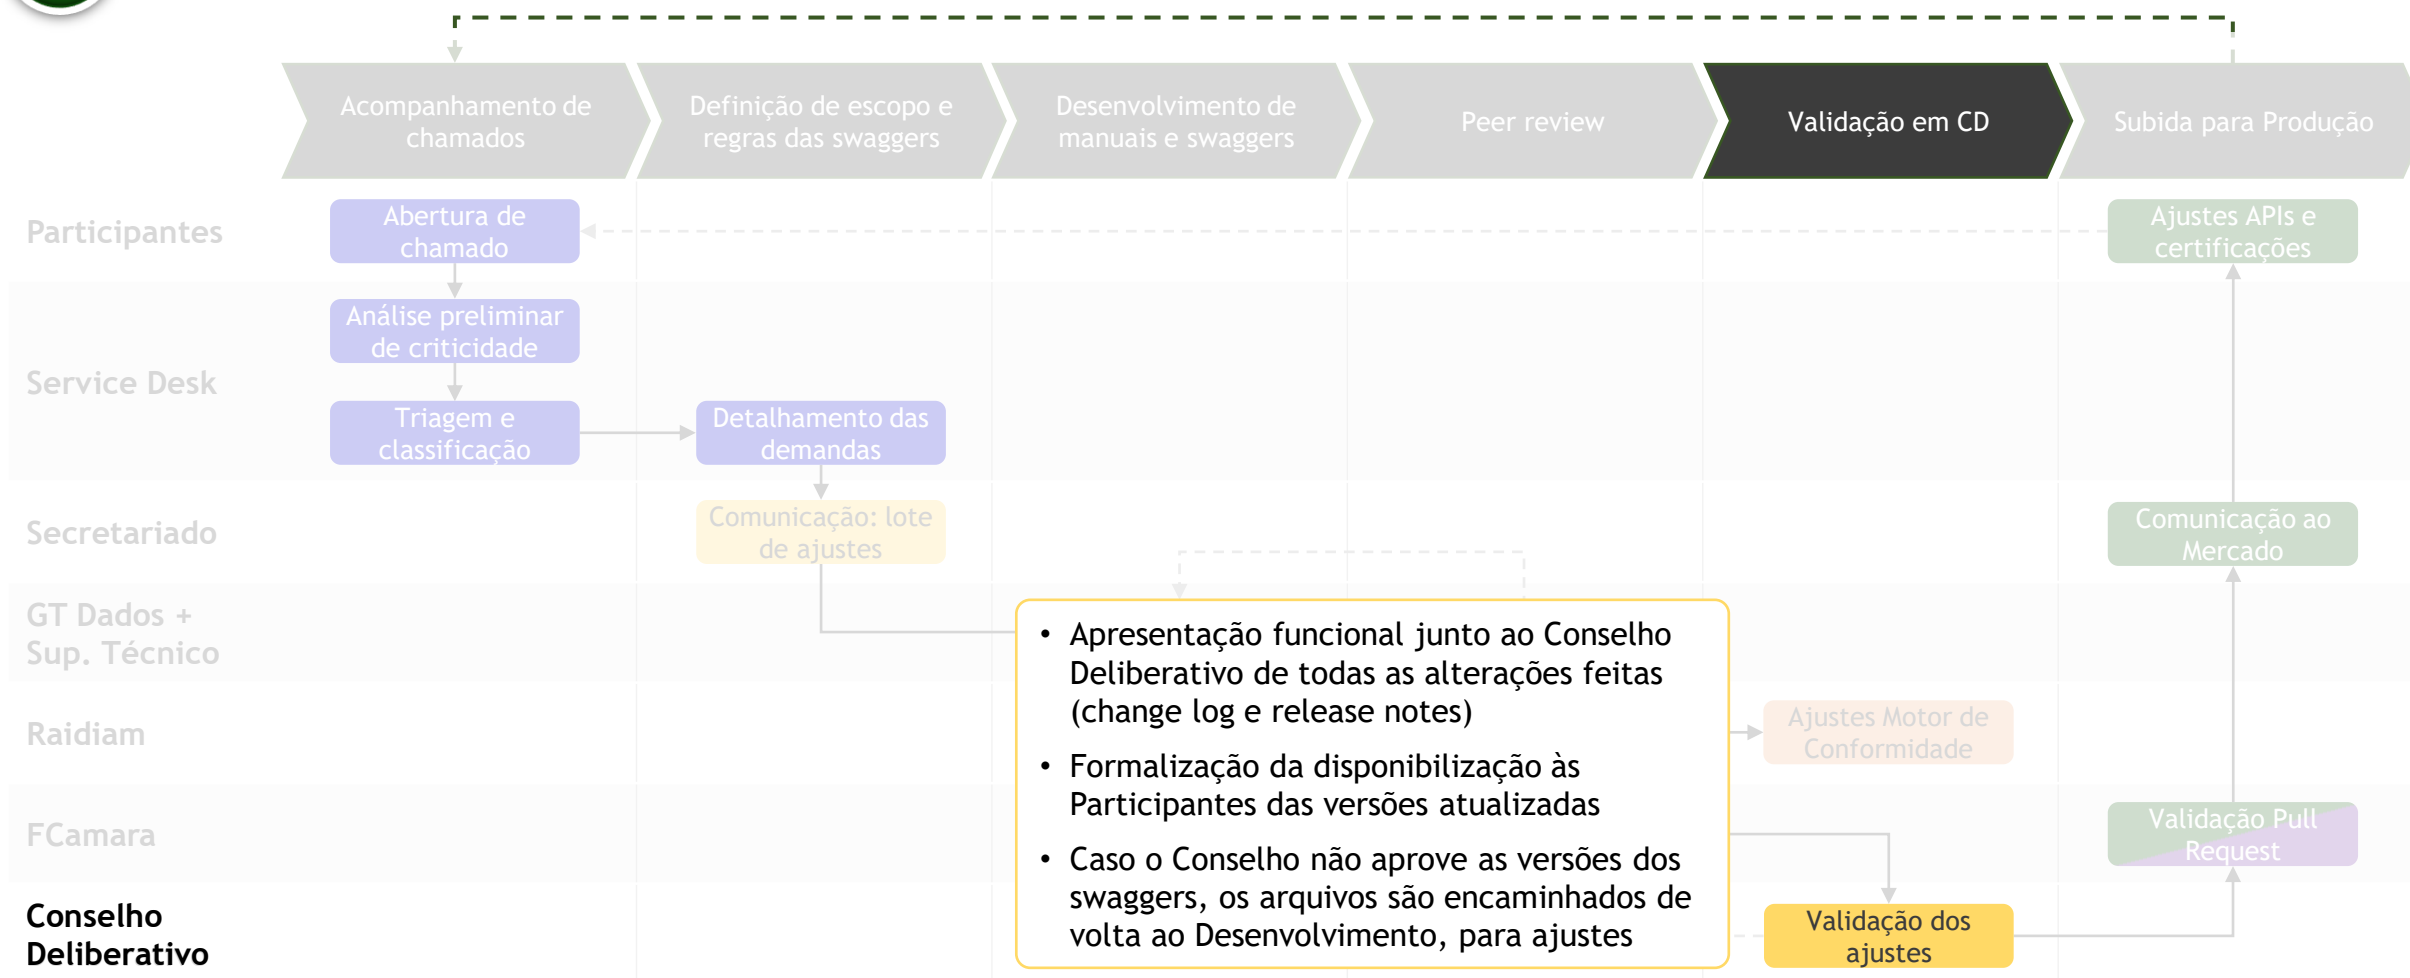 Acompanhamento de
chamados
Definição de escopo e
regras das swaggers
Desenvolvimento de
manuais e swaggers
Peer review
Validação em CD
Subida para Produção
Participantes
Abertura de
chamado
Ajustes APIs e
certificações
Service Desk
Análise preliminar
de criticidade
Triagem e
classificação
Detalhamento das
demandas
Secretariado
Comunicação: lote
de ajustes
Comunicação ao
Mercado
GT Dados +
Sup. Técnico
• Apresentação funcional junto ao Conselho
Deliberativo de todas as alterações feitas
(change log e release notes)
• Formalização da disponibilização às
Participantes das versões atualizadas
• Caso o Conselho não aprove as versões dos
swaggers, os arquivos são encaminhados de
volta ao Desenvolvimento, para ajustes
Raidiam
Ajustes Motor de
Conformidade
FCamara
Validação Pull
Request
Conselho
Deliberativo
Validação dos
ajustes